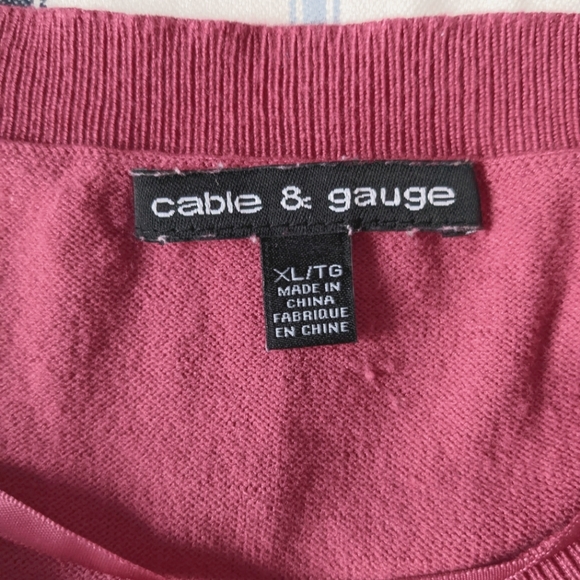 cable & gauge
XL/TG
MADE IN
CHINA
FABRIQUE
EN CHINE